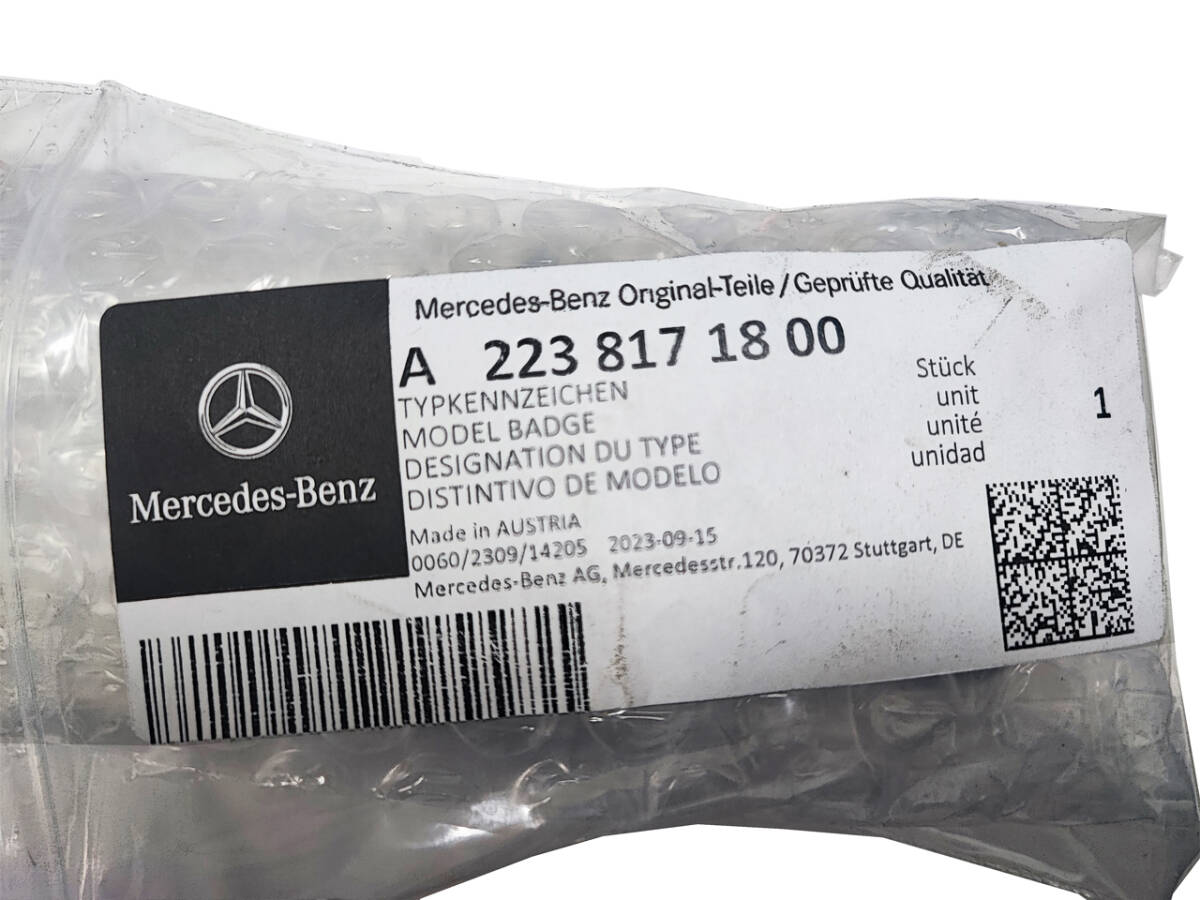 Mercedes-Benz
Mercedes-Benz Original-Teile / Geprüfte Qualität
A 223 817 18 00
TYPKENNZEICHEN
MODEL BADGE
DESIGNATION DU TYPE
DISTINTIVO DE MODELO
Stück
unit
unité
unidad
1
Made in AUSTRIA
0060/2309/14205 2023-09-15
Mercedes-Benz AG, Mercedesstr.120, 70372 Stuttgart, DE